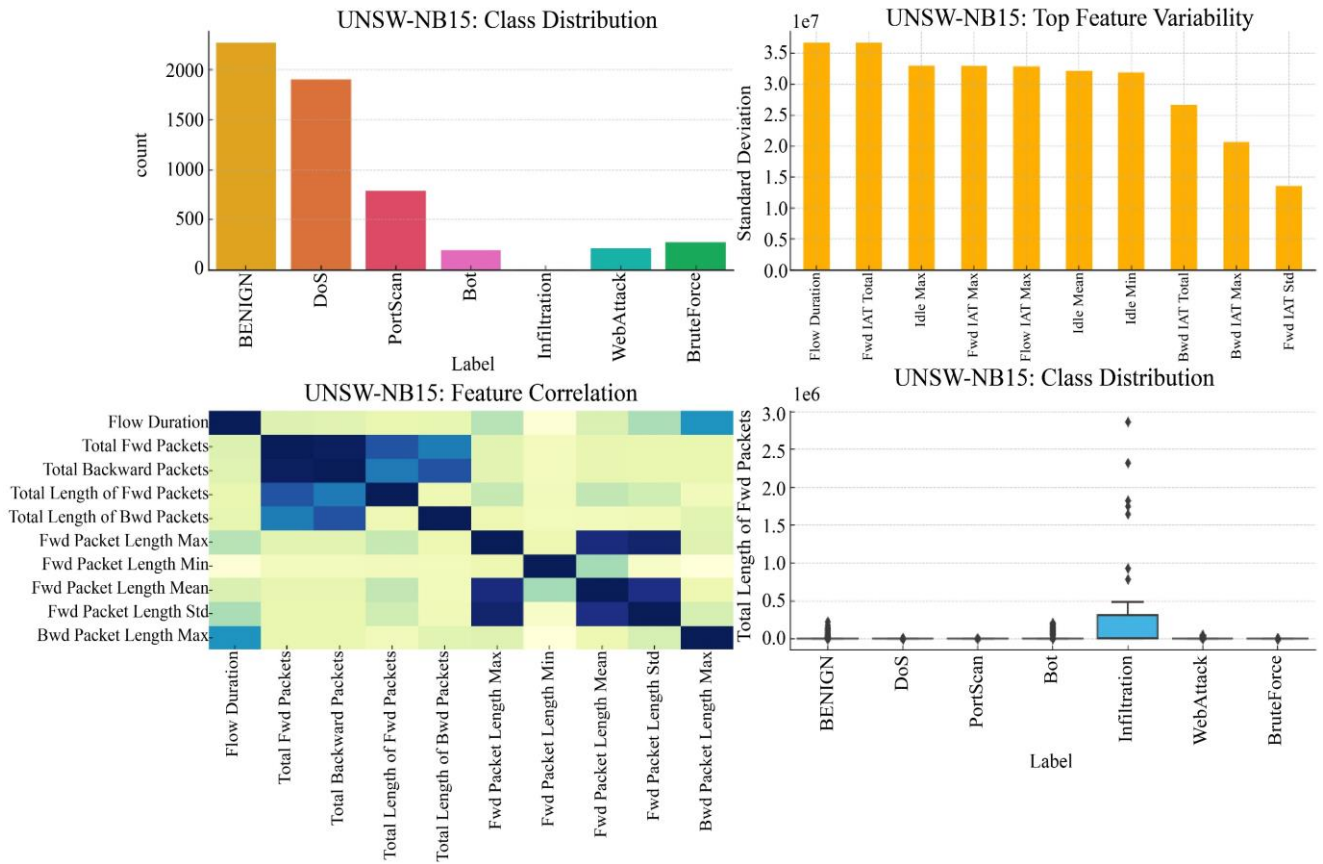 UNSW-NB15: Class Distribution
count
2000
1500
1000
500
0
BENIGN
DoS
PortScan
Bot
Infiltration
WebAttack
BruteForce
Label
UNSW-NB15: Top Feature Variability
1e7
Standard Deviation
3.5
3.0
2.5
2.0
1.5
1.0
0.5
0.0
Flow Duration
Fwd IAT Total
Idle Max
Fwd IAT Max
Flow IAT Max
Idle Mean
Idle Min
Bwd IAT Total
Bwd IAT Max
Fwd IAT Std
UNSW-NB15: Feature Correlation
Flow Duration
Total Fwd Packets
Total Backward Packets
Total Length of Fwd Packets
Total Length of Bwd Packets
Fwd Packet Length Max
Fwd Packet Length Min
Fwd Packet Length Mean
Fwd Packet Length Std
Bwd Packet Length Max
Flow Duration
Total Fwd Packets
Total Backward Packets
Total Length of Fwd Packets
Total Length of Bwd Packets
Fwd Packet Length Max
Fwd Packet Length Min
Fwd Packet Length Mean
Fwd Packet Length Std
Bwd Packet Length Max
UNSW-NB15: Class Distribution
1e6
Total Length of Fwd Packets
3.0
2.5
2.0
1.5
1.0
0.5
0.0
BENIGN
DoS
PortScan
Bot
Infiltration
WebAttack
BruteForce
Label